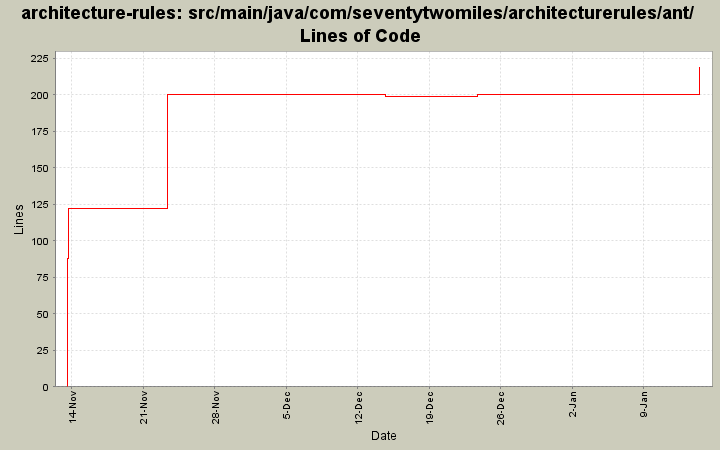 architecture-rules: src/main/java/com/seventytwomiles/architecturerules/ant/
Lines of Code
225
200
175
150
125
100
75
50
25
0
Lines
14-Nov
21-Nov
28-Nov
5-Dec
12-Dec
19-Dec
26-Dec
2-Jan
9-Jan
Date